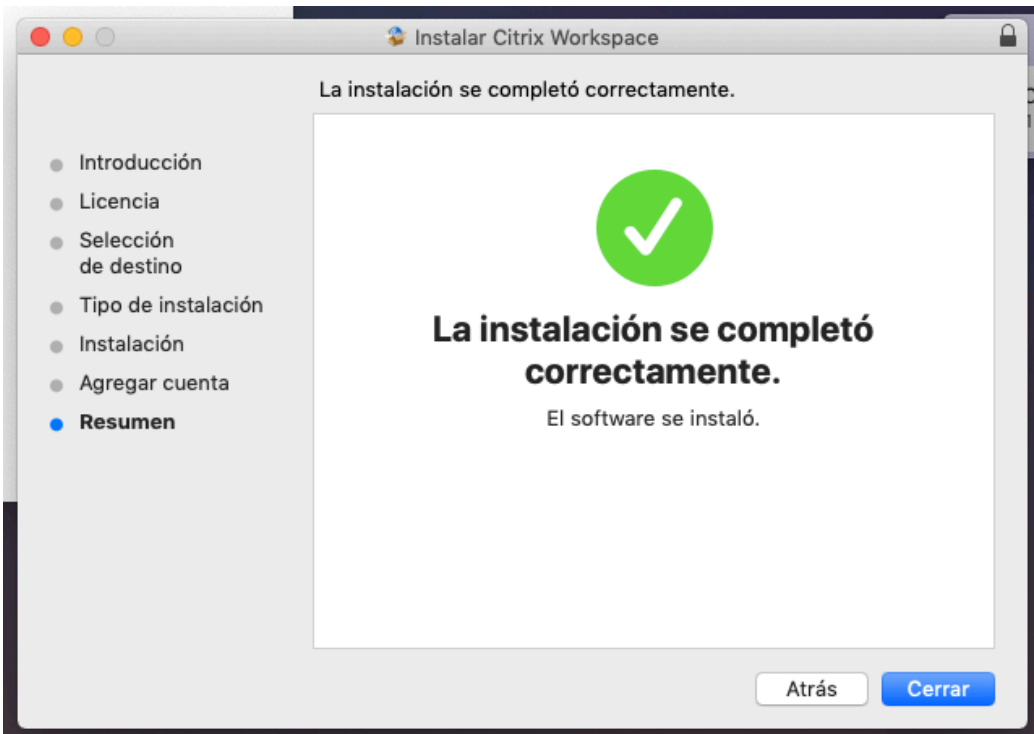 Instalar Citrix Workspace
La instalación se completó correctamente.
Introducción
Licencia
Selección
de destino
Tipo de instalación
Instalación
Agregar cuenta
Resumen
La instalación se completó
correctamente.
El software se instaló.
Atrás
Cerrar